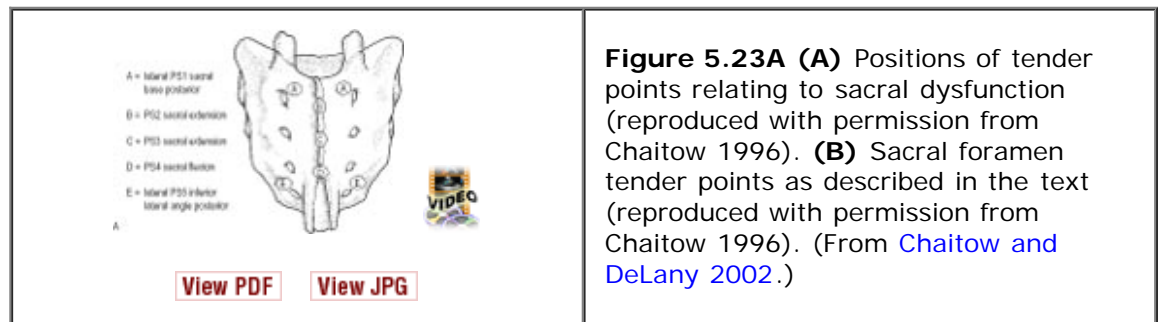 A = lateral PS1 sacral
base posterior
B = PS2 sacral extension
C = PS3 sacral extension
D = PS4 sacral flexion
E = lateral PS5 inferior
lateral angle posterior
A
VIDEO
View PDF View JPG
Figure 5.23A (A) Positions of tender
points relating to sacral dysfunction
(reproduced with permission from
Chaitow 1996). (B) Sacral foramen
tender points as described in the text
(reproduced with permission from
Chaitow 1996). (From Chaitow and
DeLany 2002.)